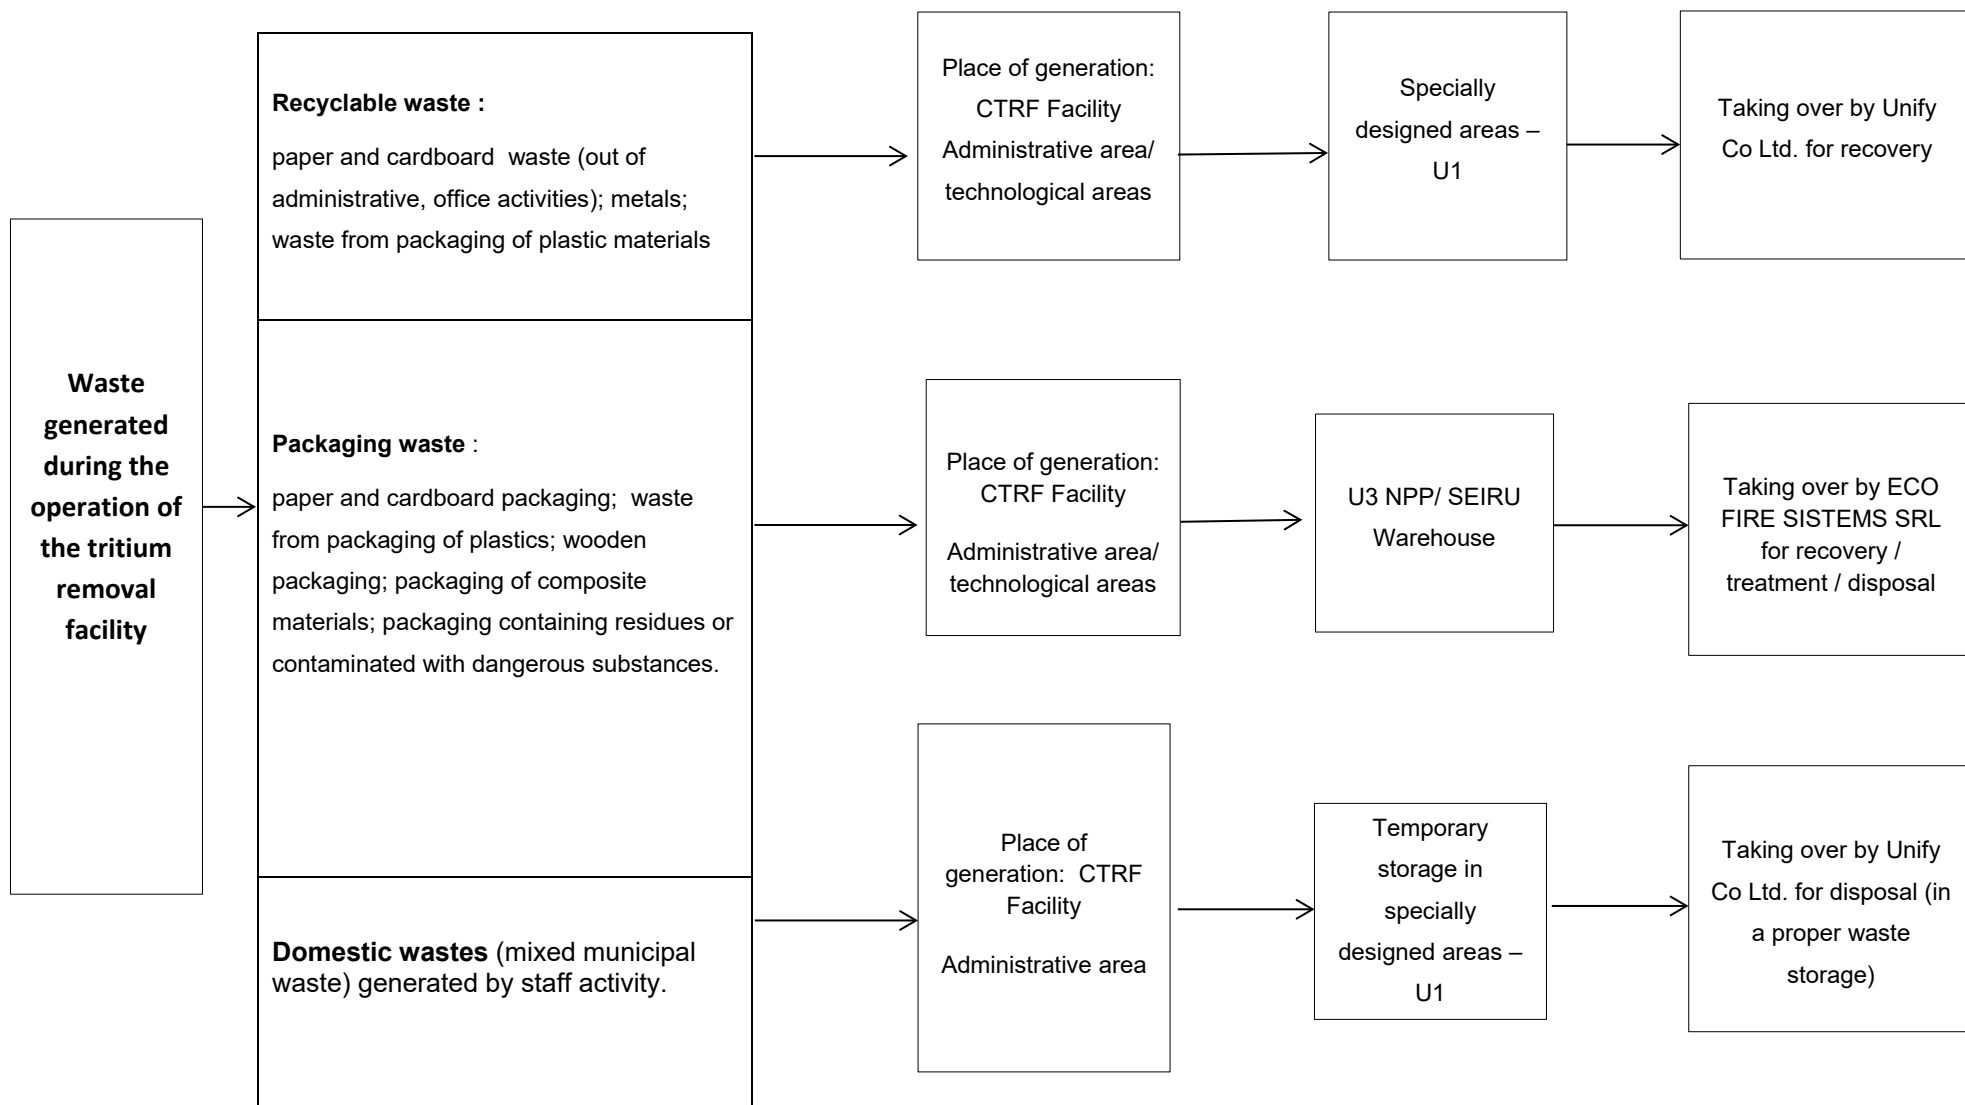 Waste
generated
during the
operation of
the tritium
removal
facility
Recyclable waste :
paper and cardboard  waste (out of
administrative, office activities); metals;
waste from packaging of plastic materials
Place of generation:
CTRF Facility
Administrative area/
technological areas
Specially
designed areas –
U1
Taking over by Unify
Co Ltd. for recovery
Packaging waste :
paper and cardboard packaging;  waste
from packaging of plastics; wooden
packaging; packaging of composite
materials; packaging containing residues or
contaminated with dangerous substances.
Place of generation:
CTRF Facility
Administrative area/
technological areas
U3 NPP/ SEIRU
Warehouse
Taking over by ECO
FIRE SISTEMS SRL
for recovery /
treatment / disposal
Domestic wastes (mixed municipal
waste) generated by staff activity.
Place of
generation:  CTRF
Facility
Administrative area
Temporary
storage in
specially
designed areas –
U1
Taking over by Unify
Co Ltd. for disposal (in
a proper waste
storage)